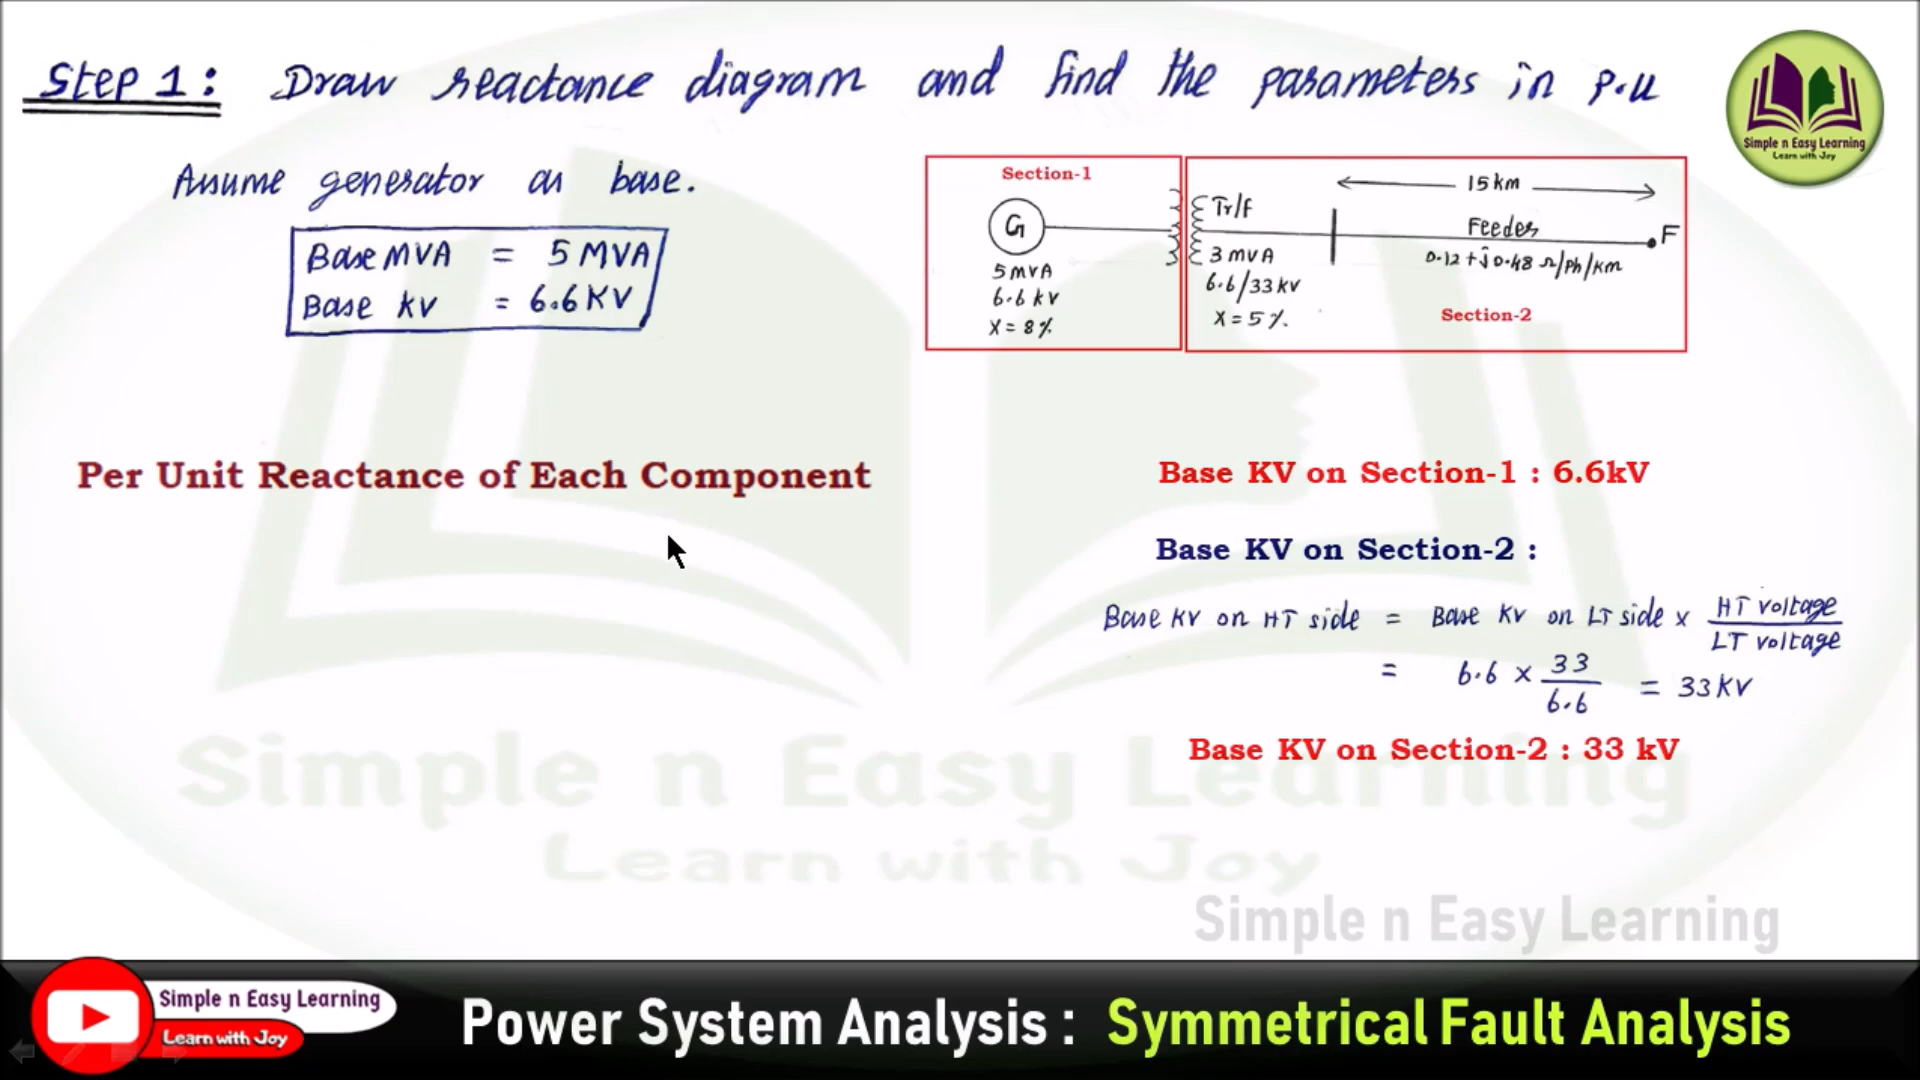 Step 1: Draw reactance diagram and find the parameters in P.U
Simple n Easy Learning
Learn with Joy
Assume generator as base.
Base MVA = 5 MVA
Base KV = 6.6 KV
Section-1
G
5 MVA
6.6 kV
X = 8 %
15 km
Tr/F
Feeder
F
3 MVA
0.12 + j0.48 Ω/Ph/Km
6.6/33 KV
X = 5 %.
Section-2
Per Unit Reactance of Each Component
Base KV on Section-1 : 6.6kV
Base KV on Section-2 :
Base KV on HT side = Base KV on LT side × HT voltage / LT voltage
= 6.6 × 33 / 6.6 = 33 KV
Base KV on Section-2 : 33 kV
Simple n Easy Learning
Learn with Joy
Simple n Easy Learning
Simple n Easy Learning
Learn with Joy
Power System Analysis : Symmetrical Fault Analysis